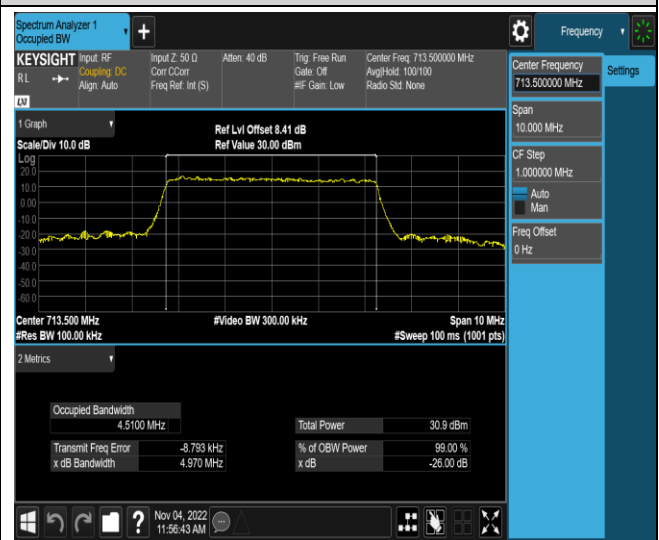 Spectrum Analyzer 1
Occupied BW
+
Frequency
KEYSIGHT
RL
LXI
Input: RF
Coupling: DC
Align: Auto
Input Z: 50 Ω
Corr CCorr
Freq Ref: Int (S)
Atten: 40 dB
Trig: Free Run
Gate: Off
#IF Gain: Low
Center Freq: 713.500000 MHz
Avg|Hold: 100/100
Radio Std: None
Center Frequency
713.500000 MHz
Settings
Span
10.000 MHz
CF Step
1.000000 MHz
Auto
Man
Freq Offset
0 Hz
1 Graph
Scale/Div 10.0 dB
Ref Lvl Offset 8.41 dB
Ref Value 30.00 dBm
Log
20.0
10.0
0.00
-10.0
-20.0
-30.0
-40.0
-50.0
-60.0
Center 713.500 MHz
#Video BW 300.00 kHz
Span 10 MHz
#Res BW 100.00 kHz
#Sweep 100 ms (1001 pts)
2 Metrics
Occupied Bandwidth
4.5100 MHz
Total Power 30.9 dBm
Transmit Freq Error -8.793 kHz
% of OBW Power 99.00 %
x dB Bandwidth 4.970 MHz
x dB -26.00 dB
?
Nov 04, 2022
11:56:43 AM